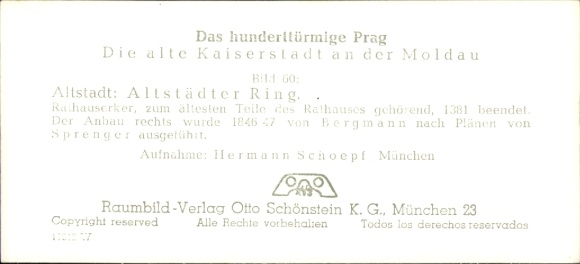 Das hunderttürmige Prag
Die alte Kaiserstadt an der Moldau
Bild 60:
Altstadt: Altstädter Ring.
Rathauserker, zum ältesten Teile des Rathauses gehörend, 1381 beendet.
Der Anbau rechts wurde 1846-47 von Bergmann nach Plänen von
Sprenger ausgeführt.
Aufnahme: Hermann Schoepf München
Raumbild-Verlag Otto Schönstein K. G., München 23
Copyright reserved Alle Rechte vorbehalten Todos los derechos reservados